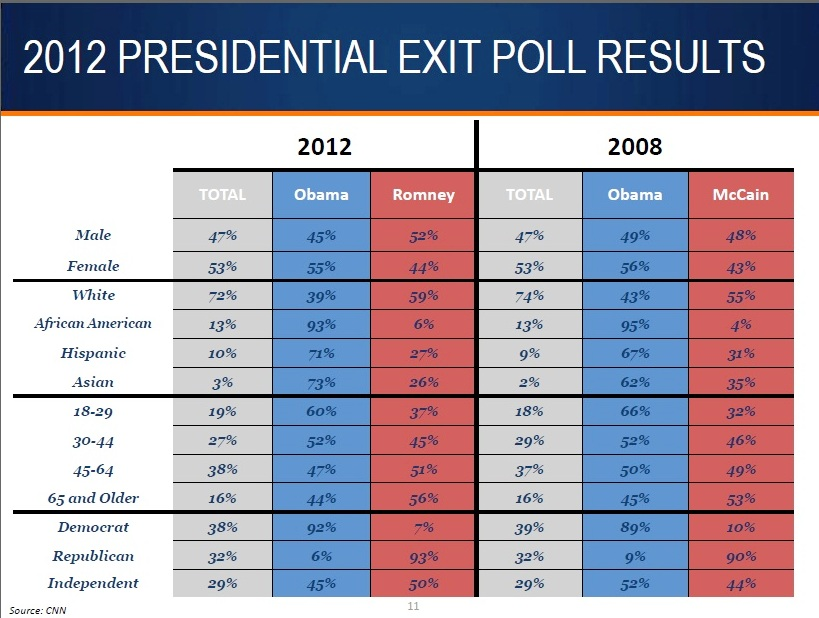 2012 PRESIDENTIAL EXIT POLL RESULTS
2012 2008
TOTAL Obama Romney TOTAL Obama McCain
Male 47% 45% 52% 47% 49% 48%
Female 53% 55% 44% 53% 56% 43%
White 72% 39% 59% 74% 43% 55%
African American 13% 93% 6% 13% 95% 4%
Hispanic 10% 71% 27% 9% 67% 31%
Asian 3% 73% 26% 2% 62% 35%
18-29 19% 60% 37% 18% 66% 32%
30-44 27% 52% 45% 29% 52% 46%
45-64 38% 47% 51% 37% 50% 49%
65 and Older 16% 44% 56% 16% 45% 53%
Democrat 38% 92% 7% 39% 89% 10%
Republican 32% 6% 93% 32% 9% 90%
Independent 29% 45% 50% 29% 52% 44%
Source: CNN 11